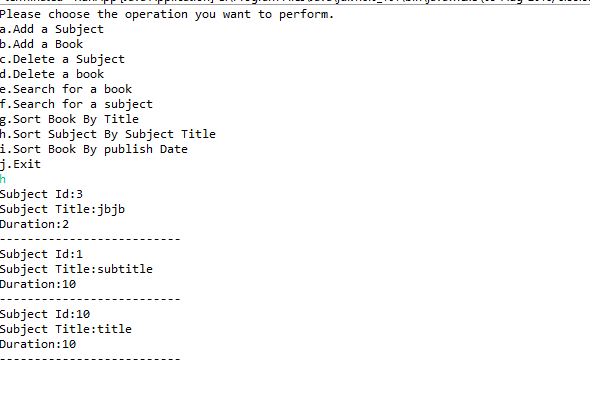 Please choose the operation you want to perform.
a.Add a Subject
b.Add a Book
c.Delete a Subject
d.Delete a book
e.Search for a book
f.Search for a subject
g.Sort Book By Title
h.Sort Subject By Subject Title
i.Sort Book By publish Date
j.Exit
h
Subject Id:3
Subject Title:jbjb
Duration:2
--------------------------
Subject Id:1
Subject Title:subtitle
Duration:10
--------------------------
Subject Id:10
Subject Title:title
Duration:10
--------------------------